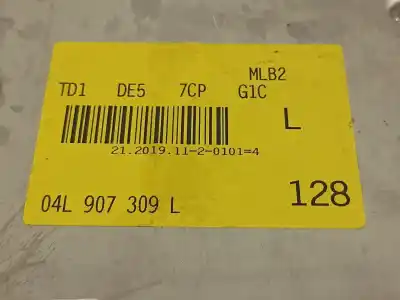 MLB2
TD1 DE5 7CP G1C
L
21.2019.11-2-0101=4
04L 907 309 L
128